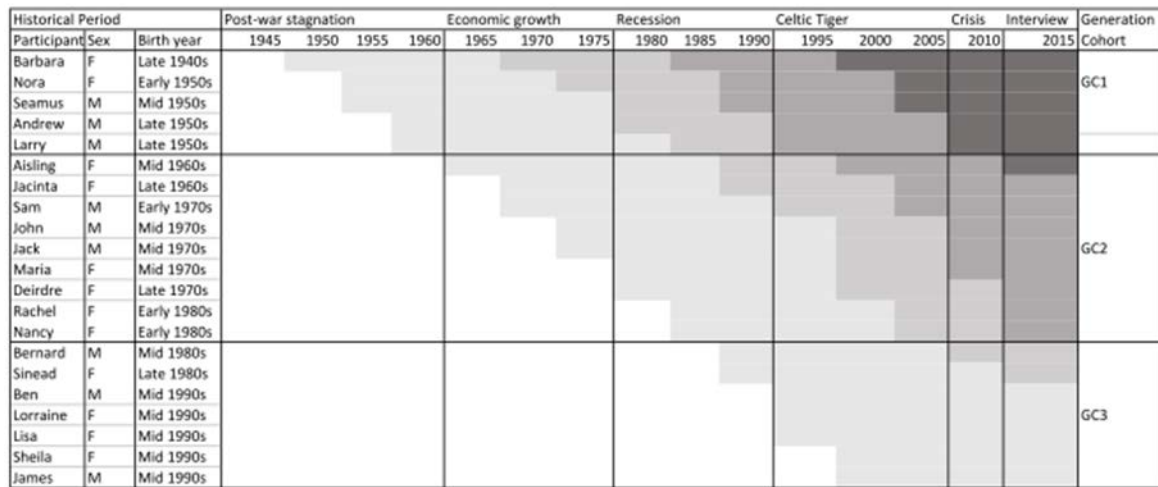 Historical Period Post-war stagnation Economic growth Recession Celtic Tiger Crisis Interview Generation
Participant Sex Birth year 1945 1950 1955 1960 1965 1970 1975 1980 1985 1990 1995 2000 2005 2010 2015 Cohort
Barbara F Late 1940s
Nora F Early 1950s GC1
Seamus M Mid 1950s
Andrew M Late 1950s
Larry M Late 1950s
Aisling F Mid 1960s
Jacinta F Late 1960s
Sam M Early 1970s
John M Mid 1970s
Jack M Mid 1970s GC2
Maria F Mid 1970s
Deirdre F Late 1970s
Rachel F Early 1980s
Nancy F Early 1980s
Bernard M Mid 1980s
Sinead F Late 1980s
Ben M Mid 1990s
Lorraine F Mid 1990s GC3
Lisa F Mid 1990s
Sheila F Mid 1990s
James M Mid 1990s